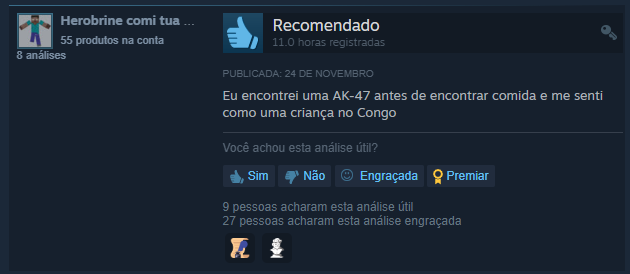 Herobrine comi tua ...
55 produtos na conta
8 análises
Recomendado
11.0 horas registradas
PUBLICADA: 24 DE NOVEMBRO
Eu encontrei uma AK-47 antes de encontrar comida e me senti
como uma criança no Congo
Você achou esta análise útil?
Sim Não Engraçada Premiar
9 pessoas acharam esta análise útil
27 pessoas acharam esta análise engraçada